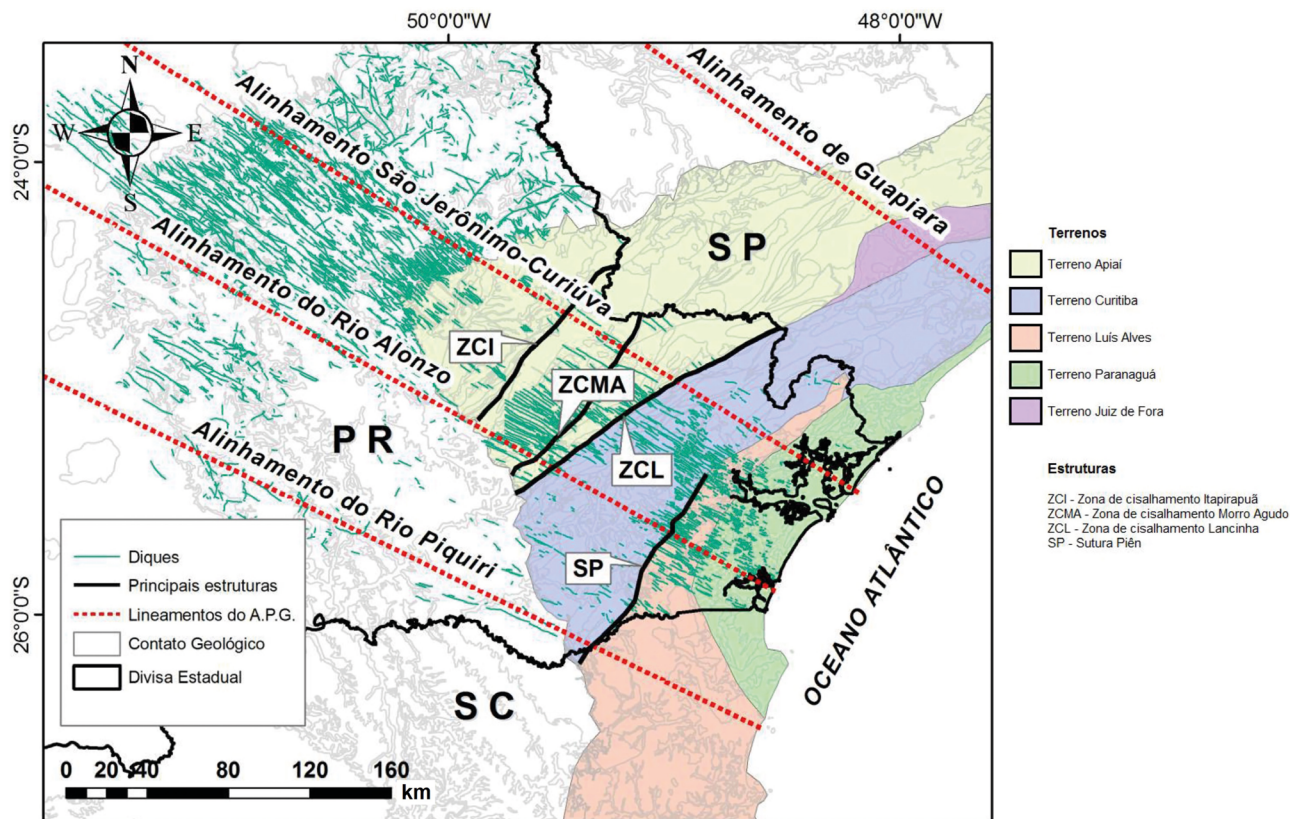 50°0'0"W
48°0'0"W
24°0'0"S
26°0'0"S
N
W
E
S
Alinhamento de Guapiara
Alinhamento São Jerônimo-Curiúva
Alinhamento do Rio Alonzo
Alinhamento do Rio Piquiri
S P
P R
S C
ZCI
ZCMA
ZCL
SP
OCEANO ATLÂNTICO
Diques
Principais estruturas
Lineamentos do A.P.G.
Contato Geológico
Divisa Estadual
0 20 40 80 120 160
km
Terrenos
Terreno Apiaí
Terreno Curitiba
Terreno Luís Alves
Terreno Paranaguá
Terreno Juiz de Fora
Estruturas
ZCI - Zona de cisalhamento Itapirapuã
ZCMA - Zona de cisalhamento Morro Agudo
ZCL - Zona de cisalhamento Lancinha
SP - Sutura Piên